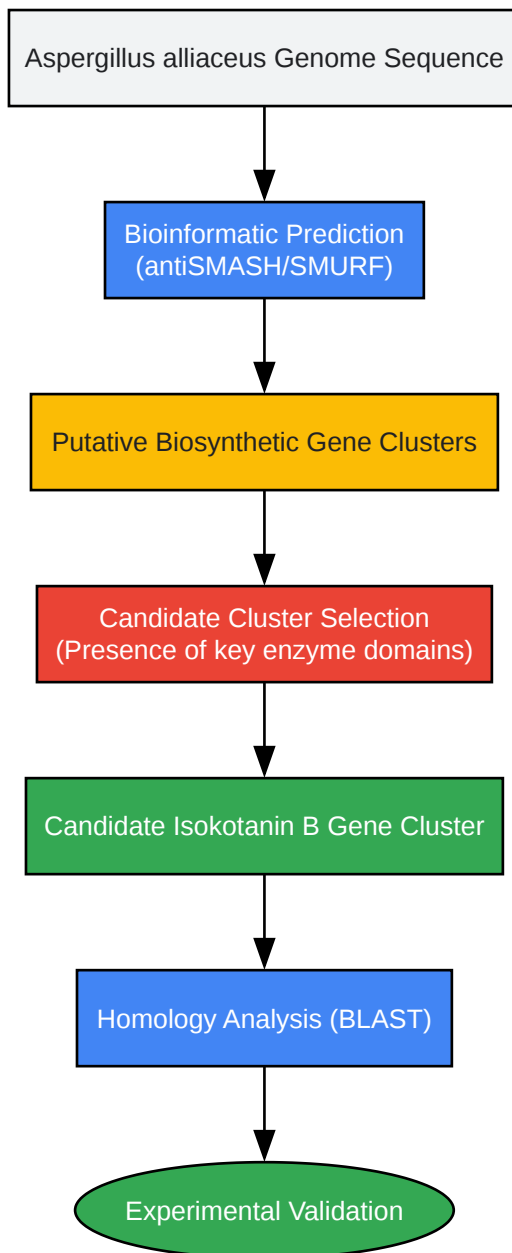 Aspergillus alliaceus Genome Sequence
Bioinformatic Prediction
(antiSMASH/SMURF)
Putative Biosynthetic Gene Clusters
Candidate Cluster Selection
(Presence of key enzyme domains)
Candidate Isokotanin B Gene Cluster
Homology Analysis (BLAST)
Experimental Validation